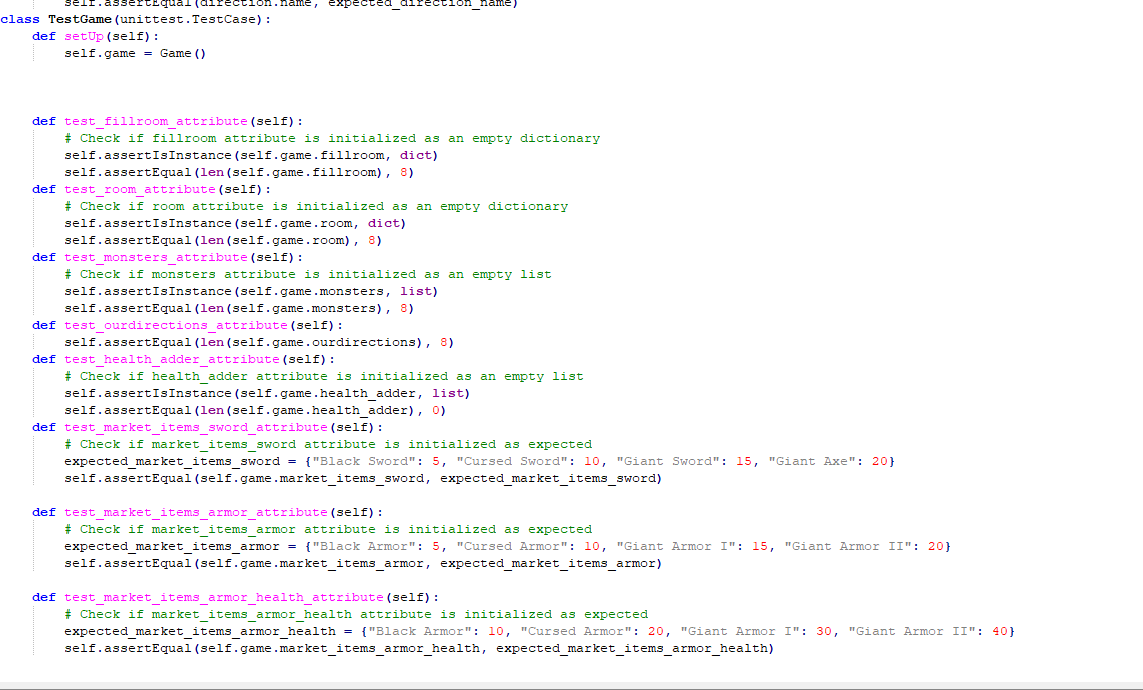 self.assertEqual(direction.name, expected_direction_name)
class TestGame(unittest.TestCase):
    def setUp(self):
        self.game = Game()
    def test_fillroom_attribute(self):
        # Check if fillroom attribute is initialized as an empty dictionary
        self.assertIsInstance(self.game.fillroom, dict)
        self.assertEqual(len(self.game.fillroom), 8)
    def test_room_attribute(self):
        # Check if room attribute is initialized as an empty dictionary
        self.assertIsInstance(self.game.room, dict)
        self.assertEqual(len(self.game.room), 8)
    def test_monsters_attribute(self):
        # Check if monsters attribute is initialized as an empty list
        self.assertIsInstance(self.game.monsters, list)
        self.assertEqual(len(self.game.monsters), 8)
    def test_ourdirections_attribute(self):
        self.assertEqual(len(self.game.ourdirections), 8)
    def test_health_adder_attribute(self):
        # Check if health_adder attribute is initialized as an empty list
        self.assertIsInstance(self.game.health_adder, list)
        self.assertEqual(len(self.game.health_adder), 0)
    def test_market_items_sword_attribute(self):
        # Check if market_items_sword attribute is initialized as expected
        expected_market_items_sword = {"Black Sword": 5, "Cursed Sword": 10, "Giant Sword": 15, "Giant Axe": 20}
        self.assertEqual(self.game.market_items_sword, expected_market_items_sword)
    def test_market_items_armor_attribute(self):
        # Check if market_items_armor attribute is initialized as expected
        expected_market_items_armor = {"Black Armor": 5, "Cursed Armor": 10, "Giant Armor I": 15, "Giant Armor II": 20}
        self.assertEqual(self.game.market_items_armor, expected_market_items_armor)
    def test_market_items_armor_health_attribute(self):
        # Check if market_items_armor_health attribute is initialized as expected
        expected_market_items_armor_health = {"Black Armor": 10, "Cursed Armor": 20, "Giant Armor I": 30, "Giant Armor II": 40}
        self.assertEqual(self.game.market_items_armor_health, expected_market_items_armor_health)